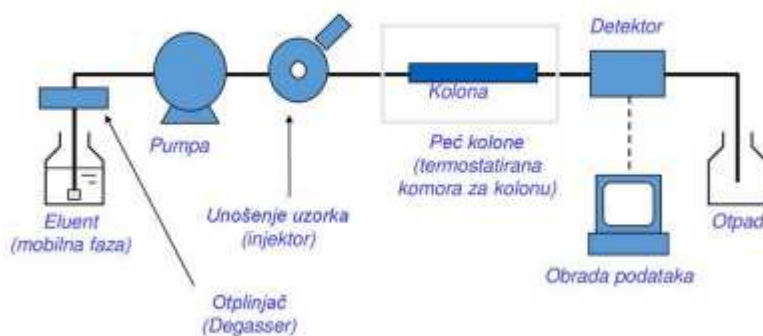 Detektor
Kolona
Pumpa
Peć kolone
(termostatirana
komora za kolonu)
Unošenje uzorka
(injektor)
Eluent
(mobilna faza)
Otpad
Obrada podataka
Otplinjač
(Degasser)